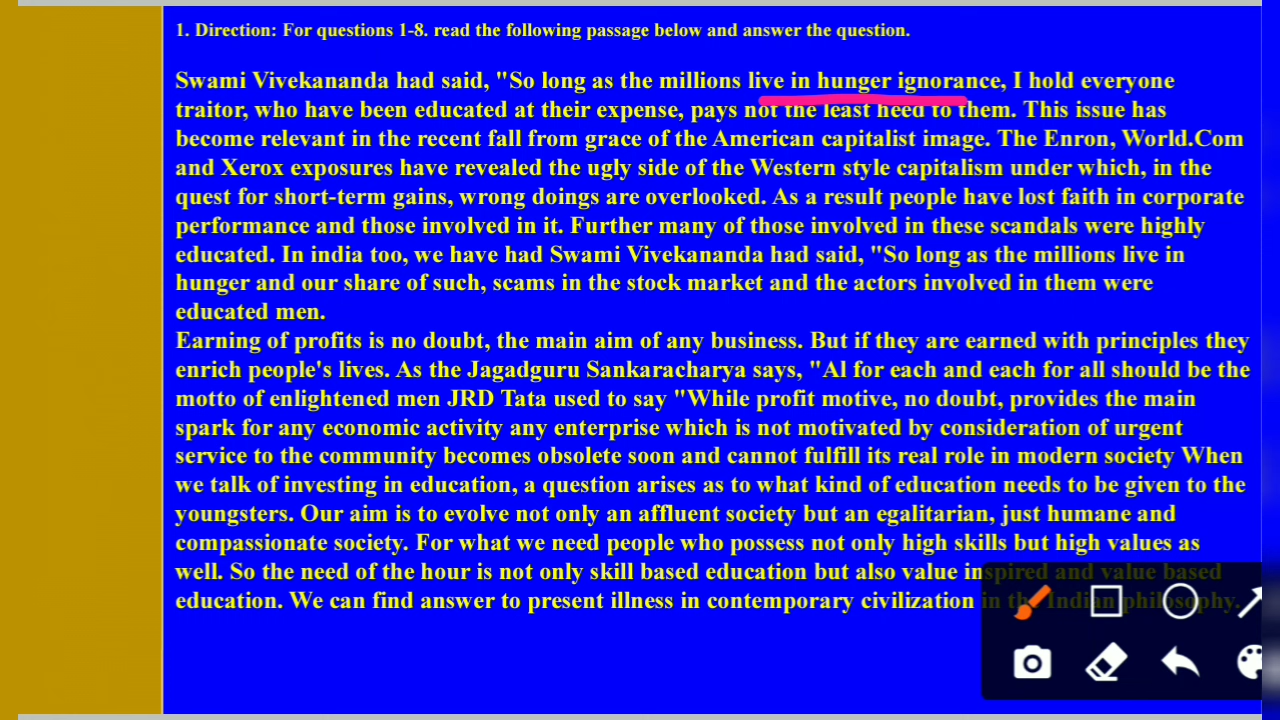 1. Direction: For questions 1-8. read the following passage below and answer the question.
Swami Vivekananda had said, "So long as the millions live in hunger ignorance, I hold everyone
traitor, who have been educated at their expense, pays not the least heed to them. This issue has
become relevant in the recent fall from grace of the American capitalist image. The Enron, World.Com
and Xerox exposures have revealed the ugly side of the Western style capitalism under which, in the
quest for short-term gains, wrong doings are overlooked. As a result people have lost faith in corporate
performance and those involved in it. Further many of those involved in these scandals were highly
educated. In india too, we have had Swami Vivekananda had said, "So long as the millions live in
hunger and our share of such, scams in the stock market and the actors involved in them were
educated men.
Earning of profits is no doubt, the main aim of any business. But if they are earned with principles they
enrich people's lives. As the Jagadguru Sankaracharya says, "Al for each and each for all should be the
motto of enlightened men JRD Tata used to say "While profit motive, no doubt, provides the main
spark for any economic activity any enterprise which is not motivated by consideration of urgent
service to the community becomes obsolete soon and cannot fulfill its real role in modern society When
we talk of investing in education, a question arises as to what kind of education needs to be given to the
youngsters. Our aim is to evolve not only an affluent society but an egalitarian, just humane and
compassionate society. For what we need people who possess not only high skills but high values as
well. So the need of the hour is not only skill based education but also value inspired and value based
education. We can find answer to present illness in contemporary civilization in the Indian philosophy.